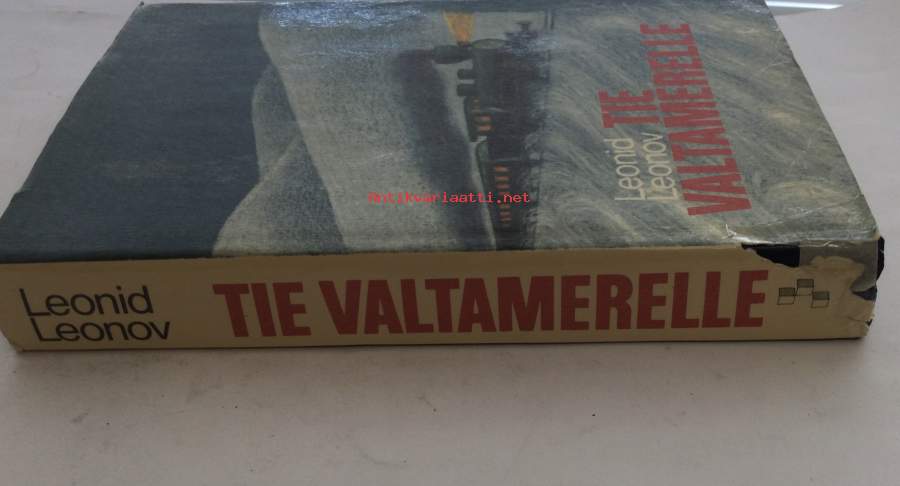 Leonid
Leonov
TIE
VALTAMERELLE
Antikvariaatti.net
Leonid
Leonov
TIE VALTAMERELLE